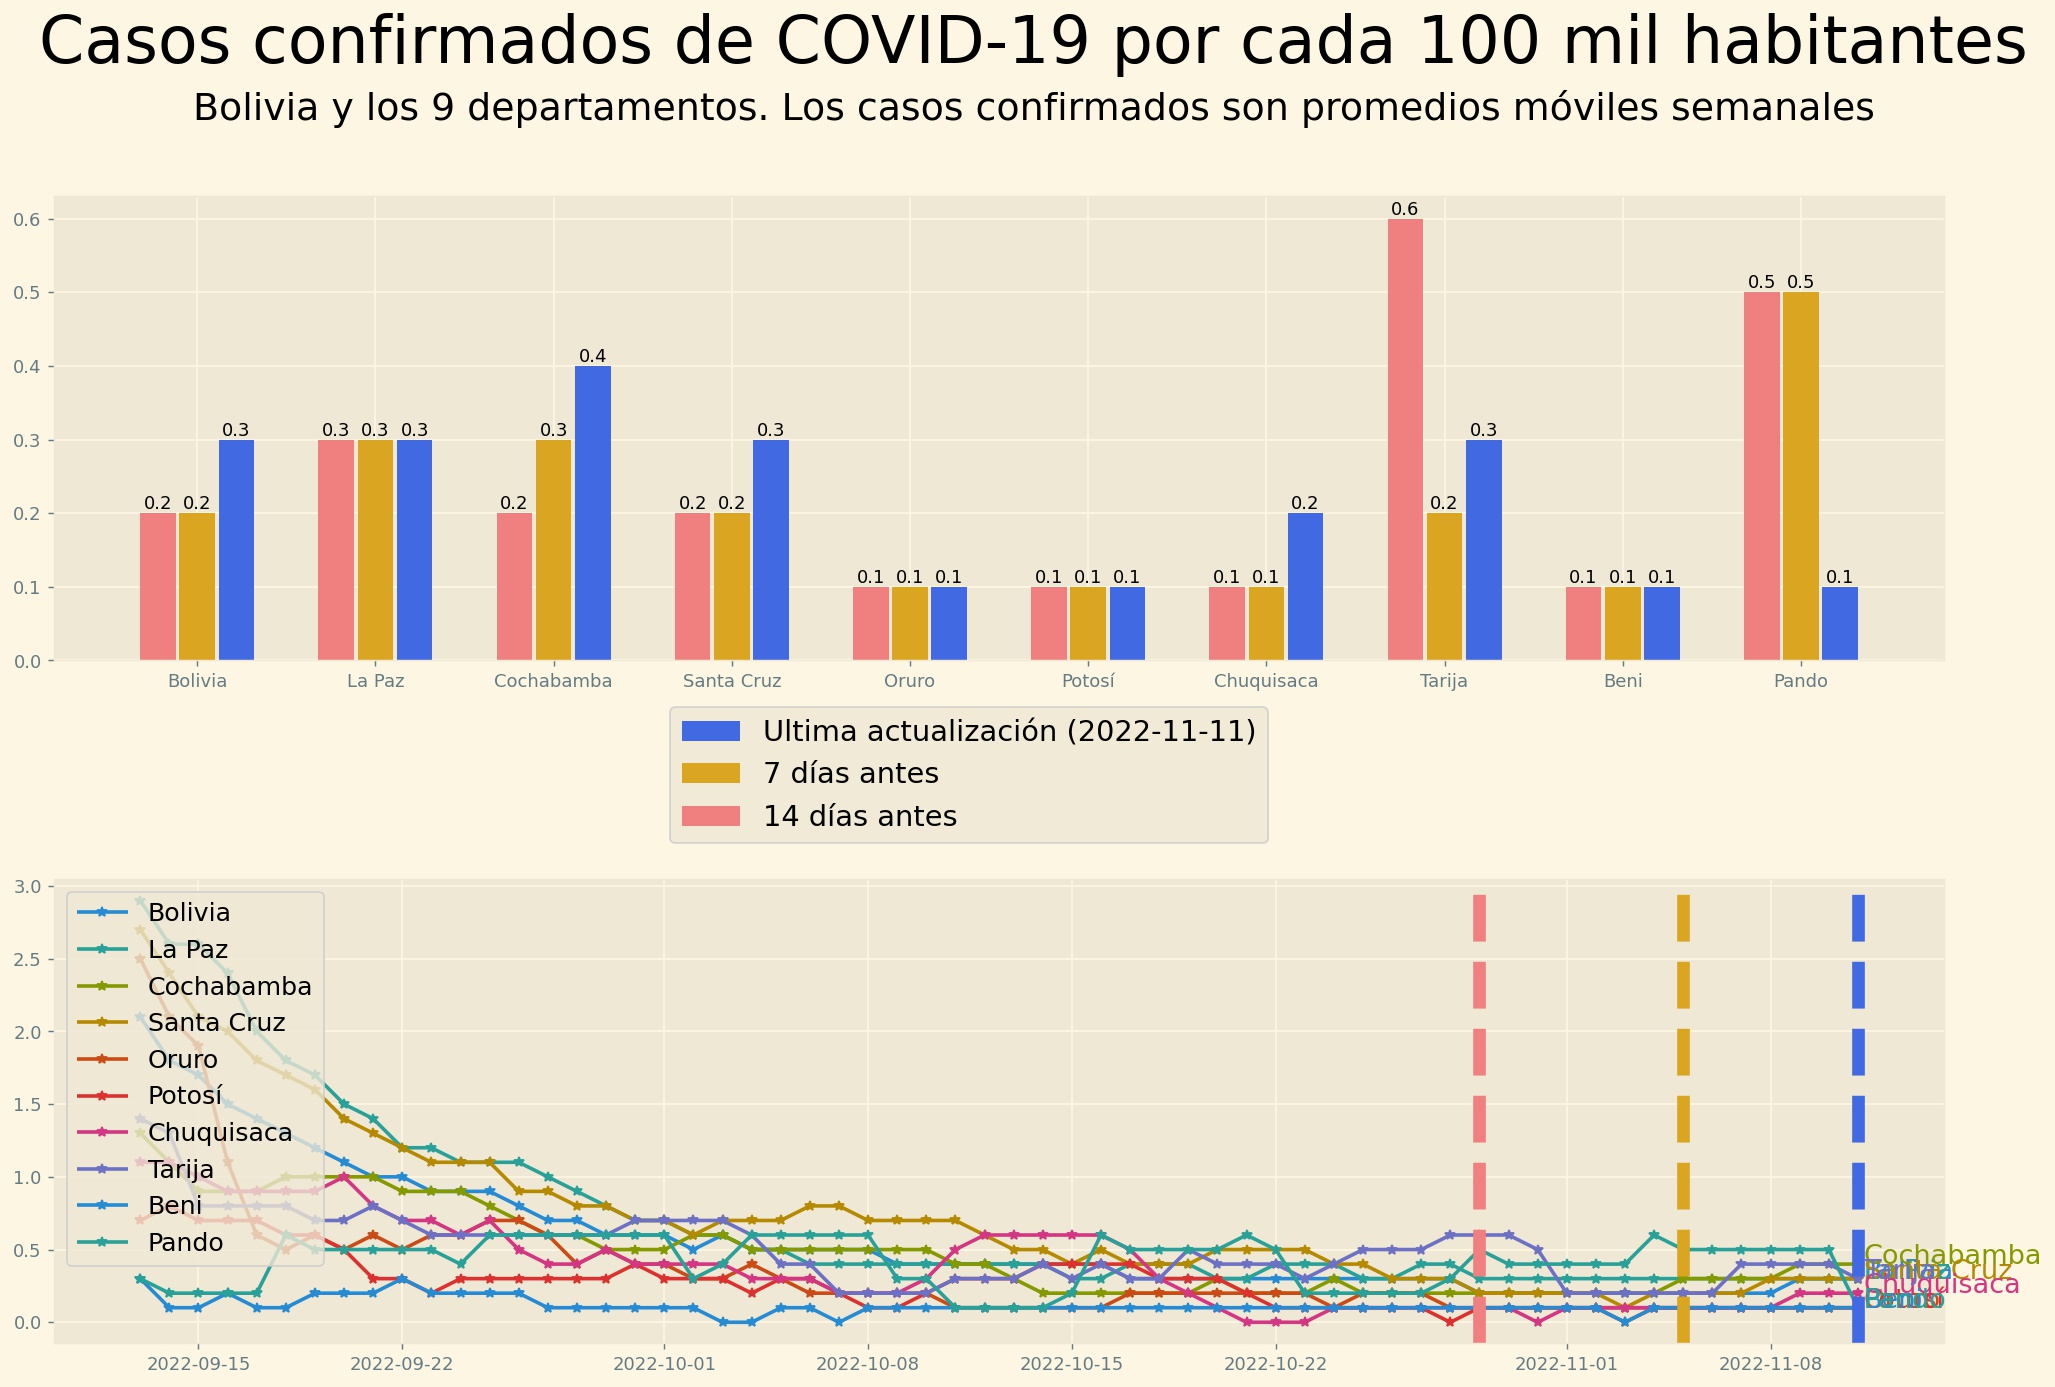 Casos confirmados de COVID-19 por cada 100 mil habitantes
Bolivia y los 9 departamentos. Los casos confirmados son promedios móviles semanales
0.6
0.5
0.4
0.3
0.2
0.1
0.0
0.2 0.2 0.3
0.3 0.3 0.3
0.2 0.3 0.4
0.2 0.2 0.3
0.1 0.1 0.1
0.1 0.1 0.1
0.1 0.1 0.2
0.6 0.2 0.3
0.1 0.1 0.1
0.5 0.5 0.1
Bolivia La Paz Cochabamba Santa Cruz Oruro Potosí Chuquisaca Tarija Beni Pando
Ultima actualización (2022-11-11)
7 días antes
14 días antes
3.0
2.5
2.0
1.5
1.0
0.5
0.0
Bolivia
La Paz
Cochabamba
Santa Cruz
Oruro
Potosí
Chuquisaca
Tarija
Beni
Pando
Cochabamba
Chuquisaca
2022-09-15 2022-09-22 2022-10-01 2022-10-08 2022-10-15 2022-10-22 2022-11-01 2022-11-08